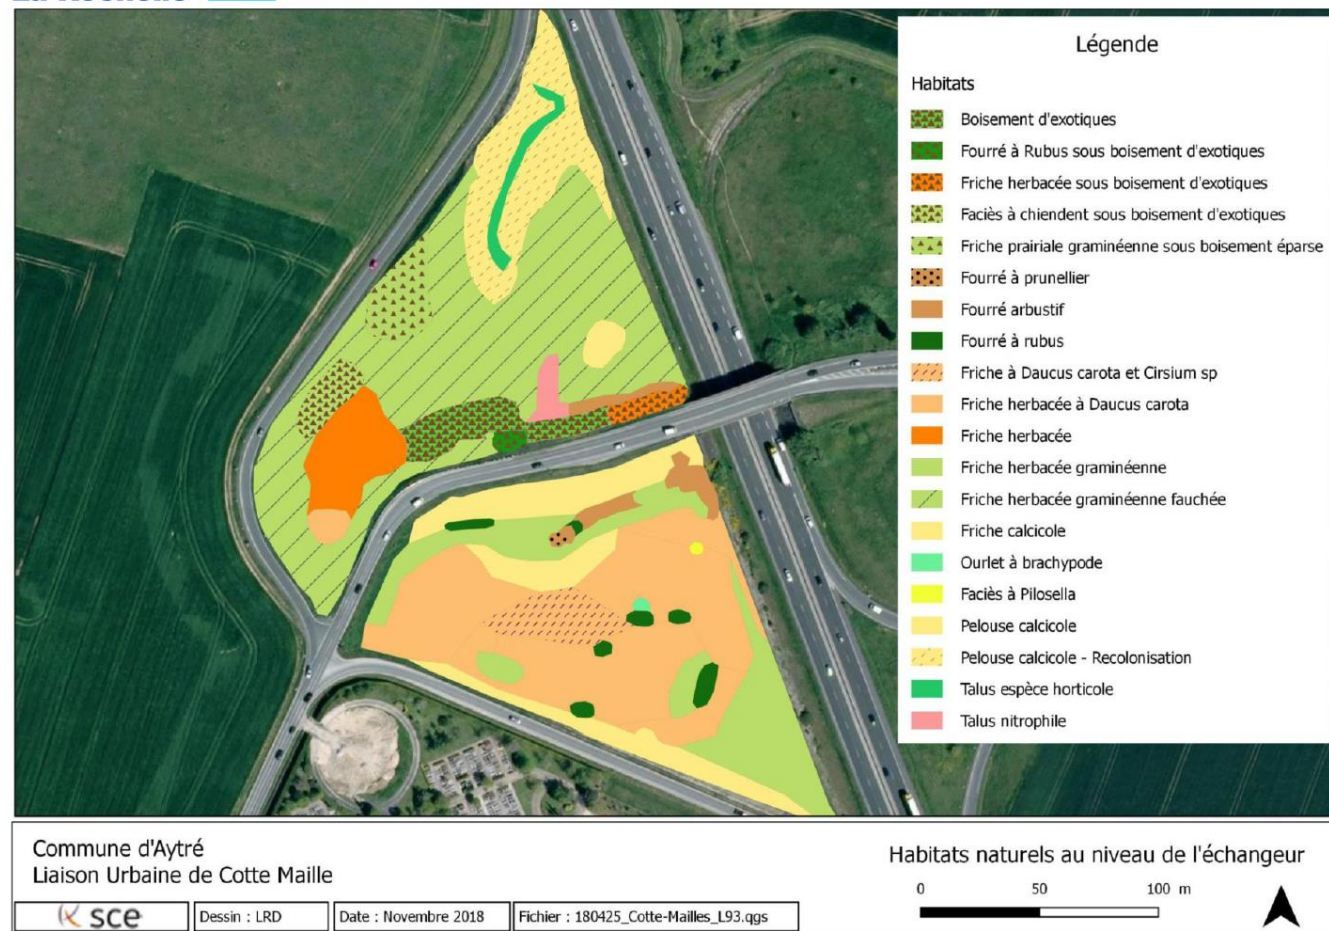 La Rochelle
Légende
Habitats
Boisement d'exotiques
Fourré à Rubus sous boisement d'exotiques
Friche herbacée sous boisement d'exotiques
Faciès à chiendent sous boisement d'exotiques
Friche prairiale graminéenne sous boisement éparse
Fourré à prunellier
Fourré arbustif
Fourré à rubus
Friche à Daucus carota et Cirsium sp
Friche herbacée à Daucus carota
Friche herbacée
Friche herbacée graminéenne
Friche herbacée graminéenne fauchée
Friche calcicole
Ourlet à brachypode
Faciès à Pilosella
Pelouse calcicole
Pelouse calcicole - Recolonisation
Talus espèce horticole
Talus nitrophile
Commune d'Aytré
Liaison Urbaine de Cotte Maille
Habitats naturels au niveau de l'échangeur
0 50 100 m
sce
Dessin : LRD
Date : Novembre 2018
Fichier : 180425_Cotte-Mailles_L93.qgs